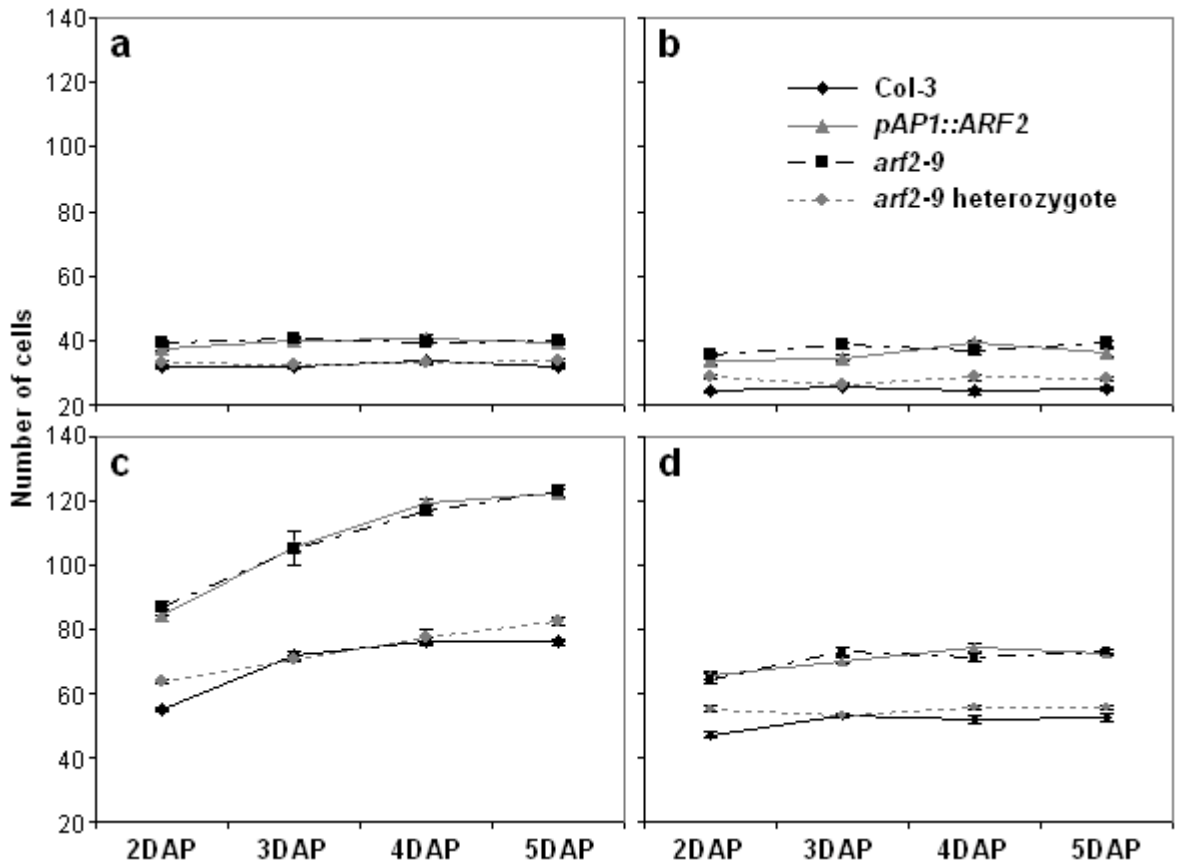 a
140
120
100
80
60
40
20
b
Col-3
pAP1::ARF2
arf2-9
arf2-9 heterozygote
Number of cells
c
140
120
100
80
60
40
20
d
2DAP 3DAP 4DAP 5DAP
2DAP 3DAP 4DAP 5DAP